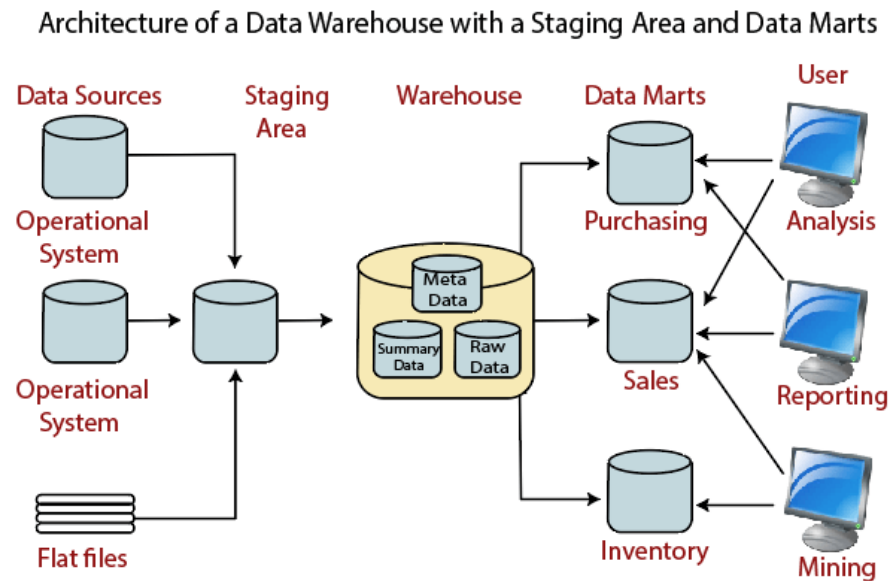 Architecture of a Data Warehouse with a Staging Area and Data Marts
Data Sources
Staging
Area
Warehouse
Data Marts
User
Operational
System
Operational
System
Flat files
Meta
Data
Summary
Data
Raw
Data
Purchasing
Sales
Inventory
Analysis
Reporting
Mining